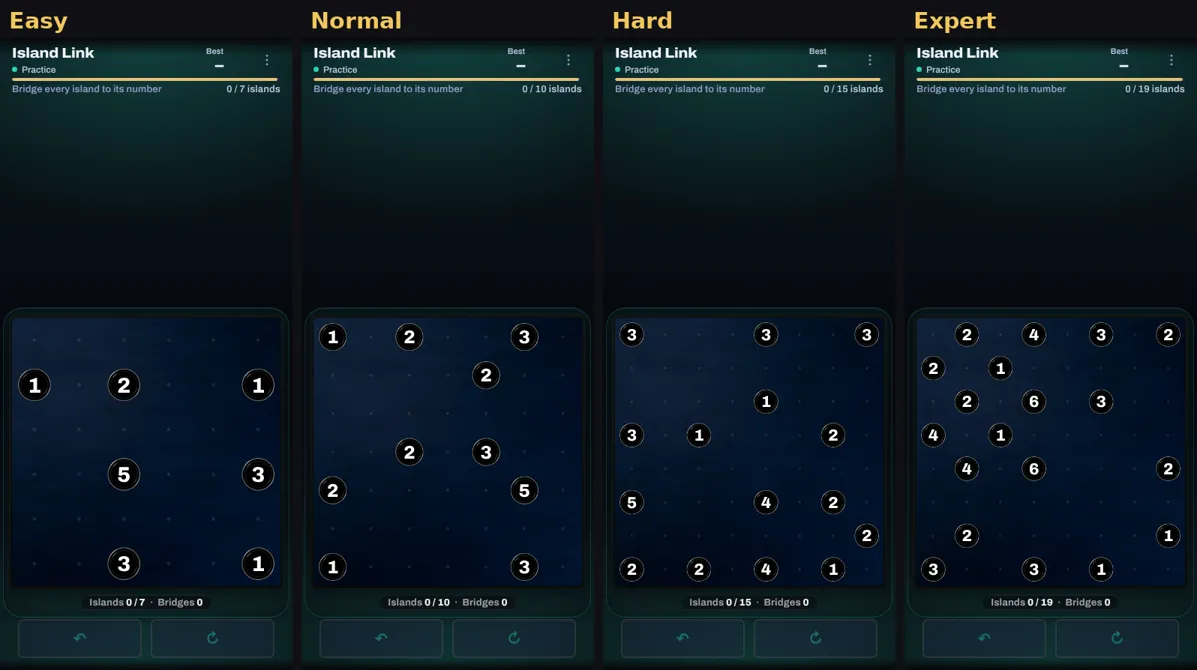 Easy
Island Link
Best
–
Practice
Bridge every island to its number
0 / 7 islands
1 2 1
5 3
3 1
Islands 0 / 7 · Bridges 0
Normal
Island Link
Best
–
Practice
Bridge every island to its number
0 / 10 islands
1 2 3
2
2 3
2 5
1 3
Islands 0 / 10 · Bridges 0
Hard
Island Link
Best
–
Practice
Bridge every island to its number
0 / 15 islands
3 3 3
1
3 1 2
5 4 2
2
2 2 4 1
Islands 0 / 15 · Bridges 0
Expert
Island Link
Best
–
Practice
Bridge every island to its number
0 / 19 islands
2 4 3 2
2 1
2 6 3
4 1
4 6 2
2 1
3 3 1
Islands 0 / 19 · Bridges 0